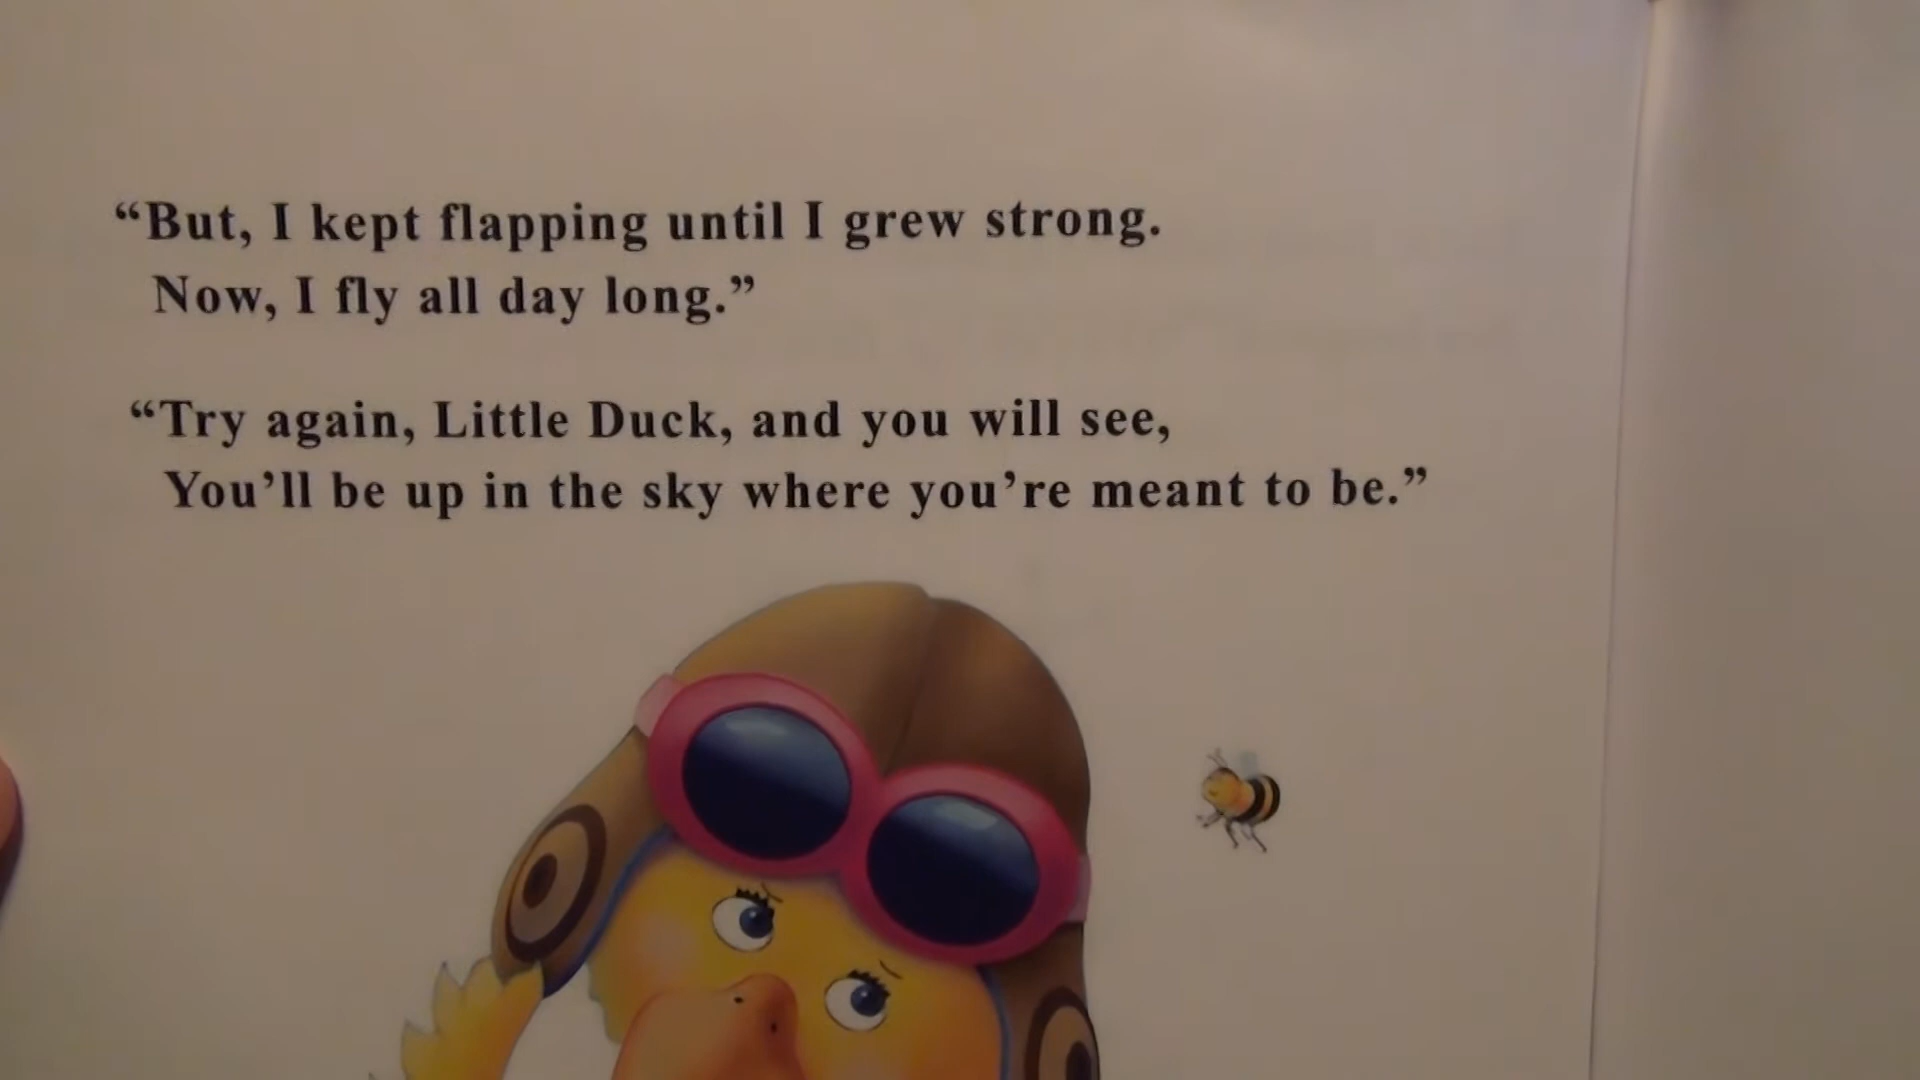 “But, I kept flapping until I grew strong.
Now, I fly all day long.”
“Try again, Little Duck, and you will see,
You’ll be up in the sky where you’re meant to be.”